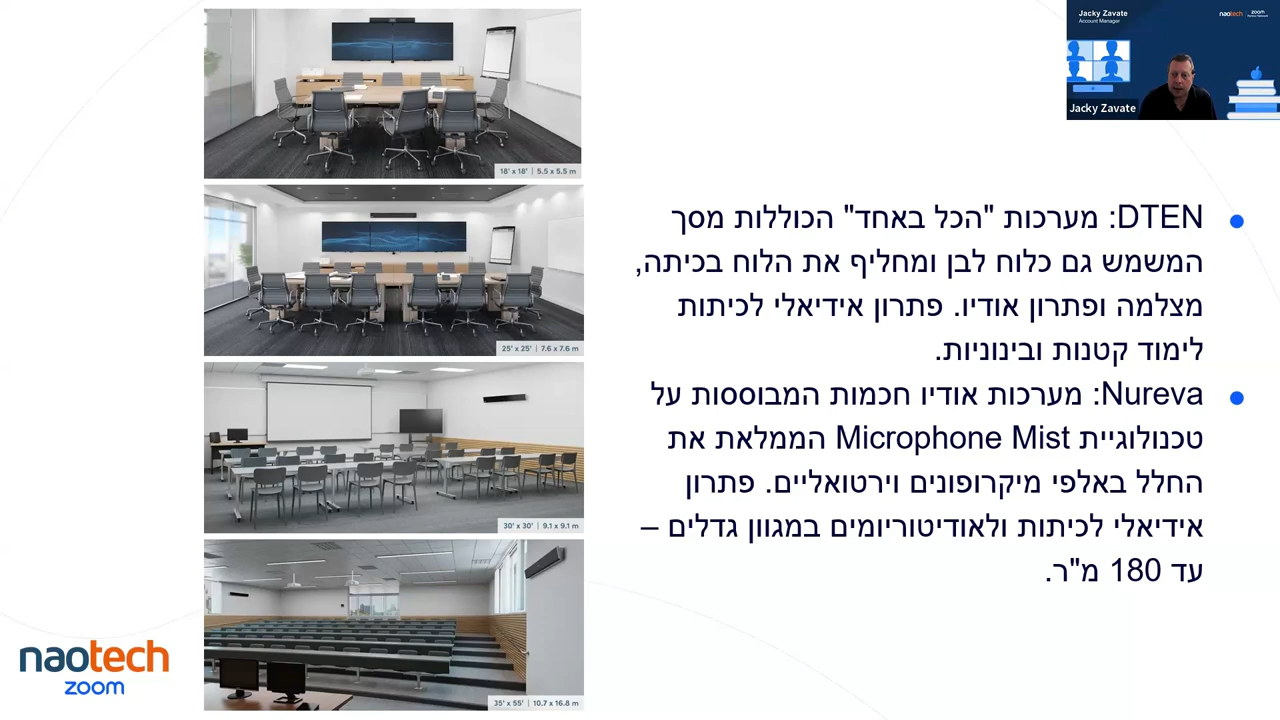 Jacky Zavate
Account Manager
naotech
zoom
Jacky Zavate
18' x 18' | 5.5 x 5.5 m
25' x 25' | 7.6 x 7.6 m
30' x 30' | 9.1 x 9.1 m
35' x 55' | 10.7 x 16.8 m
DTEN: מערכות "הכל באחד" הכוללות מסך
המשמש גם כלוח לבן ומחליף את הלוח בכיתה,
מצלמה ופתרון אודיו. פתרון אידיאלי לכיתות
לימוד קטנות ובינוניות.
Nureva: מערכות אודיו חכמות המבוססות על
טכנולוגיית Microphone Mist הממלאת את
החלל באלפי מיקרופונים וירטואליים. פתרון
אידיאלי לכיתות ולאודיטוריומים במגוון גדלים –
עד 180 מ"ר.
naotech
zoom